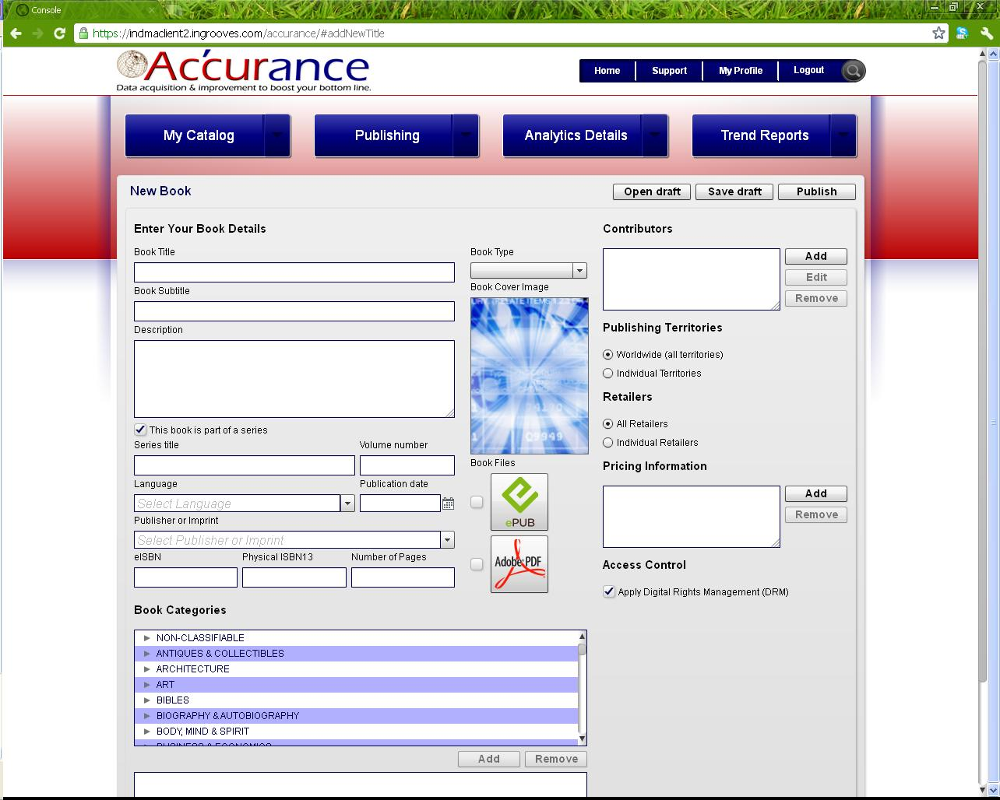 Console
https://indmaclient2.ingrooves.com/accurance/#addNewTitle
Accurance
Data acquisition & improvement to boost your bottom line.
Home
Support
My Profile
Logout
My Catalog
Publishing
Analytics Details
Trend Reports
New Book
Open draft
Save draft
Publish
Enter Your Book Details
Book Title
Book Subtitle
Description
This book is part of a series
Series title
Volume number
Language
Publication date
Select Language
Publisher or Imprint
Select Publisher or Imprint
eISBN
Physical ISBN13
Number of Pages
Book Type
Book Cover Image
Book Files
ePUB
Adobe PDF
Contributors
Add
Edit
Remove
Publishing Territories
Worldwide (all territories)
Individual Territories
Retailers
All Retailers
Individual Retailers
Pricing Information
Add
Remove
Access Control
Apply Digital Rights Management (DRM)
Book Categories
NON-CLASSIFIABLE
ANTIQUES & COLLECTIBLES
ARCHITECTURE
ART
BIBLES
BIOGRAPHY & AUTOBIOGRAPHY
BODY, MIND & SPIRIT
BUSINESS & ECONOMICS
Add
Remove